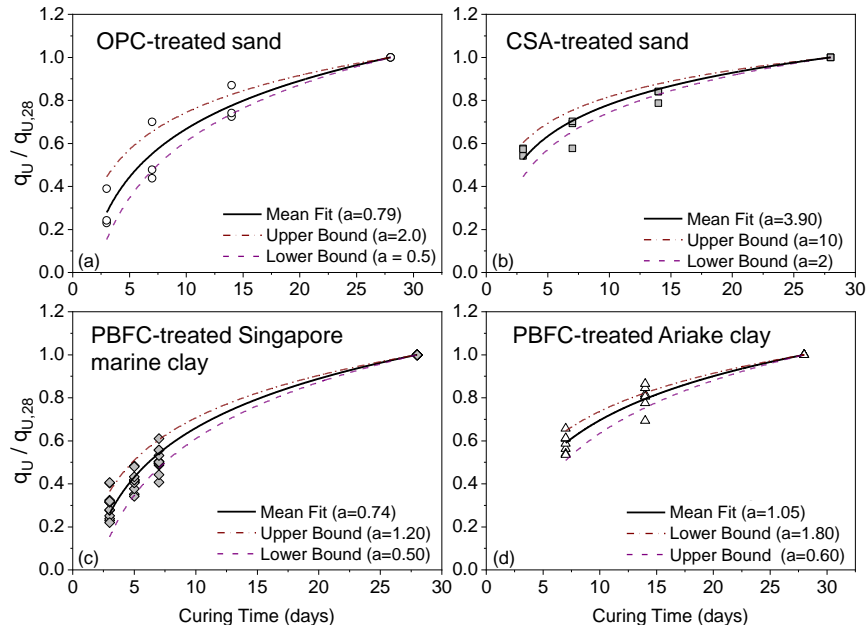 OPC-treated sand
1.2
1.0
0.8
0.6
0.4
0.2
0.0
q_U / q_U,28
Mean Fit (a=0.79)
Upper Bound (a=2.0)
Lower Bound (a = 0.5)
(a)
0 5 10 15 20 25 30
CSA-treated sand
1.2
1.0
0.8
0.6
0.4
0.2
0.0
Mean Fit (a=3.90)
Upper Bound (a=10)
Lower Bound (a=2)
(b)
0 5 10 15 20 25 30
PBFC-treated Singapore
marine clay
1.2
1.0
0.8
0.6
0.4
0.2
0.0
q_U / q_U,28
Mean Fit (a=0.74)
Upper Bound (a=1.20)
Lower Bound (a=0.50)
(c)
0 5 10 15 20 25 30
Curing Time (days)
PBFC-treated Ariake clay
1.2
1.0
0.8
0.6
0.4
0.2
0.0
Mean Fit (a=1.05)
Lower Bound (a=1.80)
Upper Bound (a=0.60)
(d)
0 5 10 15 20 25 30
Curing Time (days)